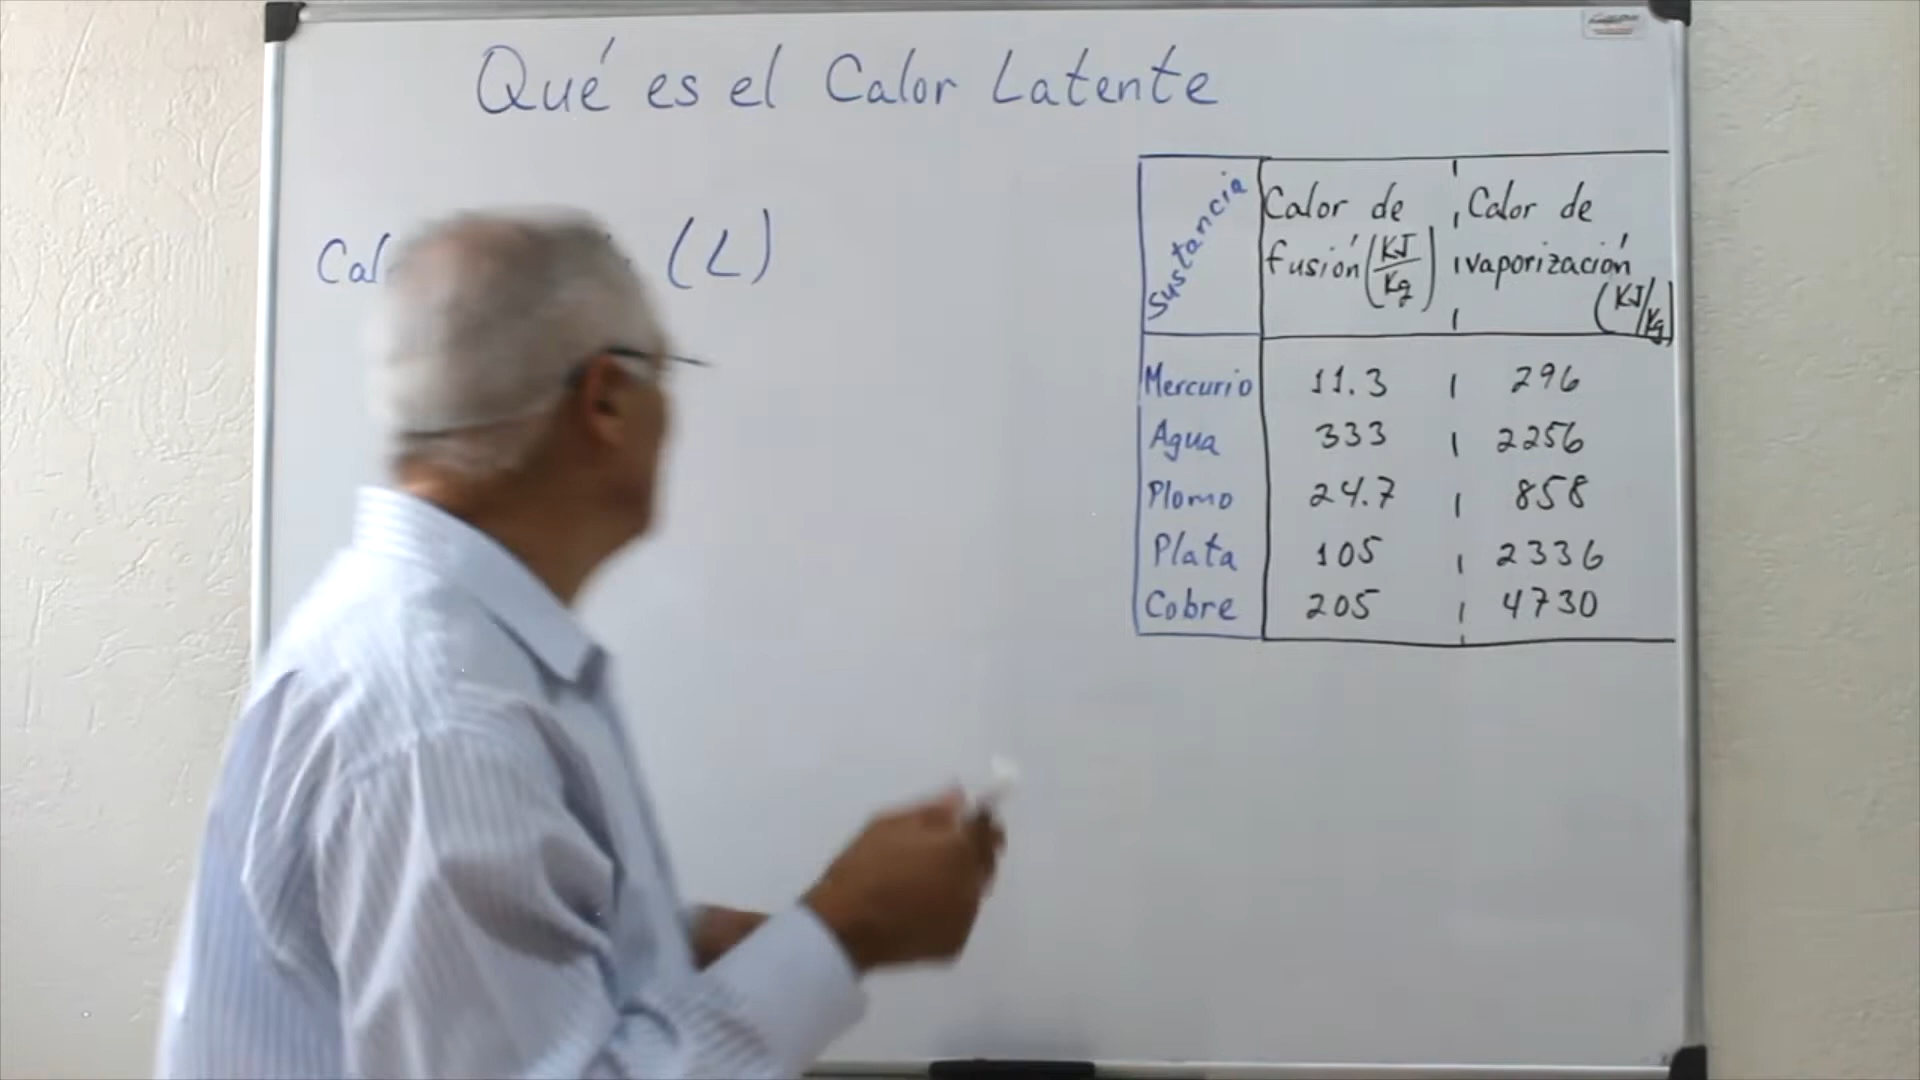 Qué es el Calor Latente
(L)
Sustancia
Calor de fusión (KJ/Kg)
Calor de vaporización (KJ/Kg)
Mercurio 11.3 296
Agua 333 2256
Plomo 24.7 858
Plata 105 2336
Cobre 205 4730